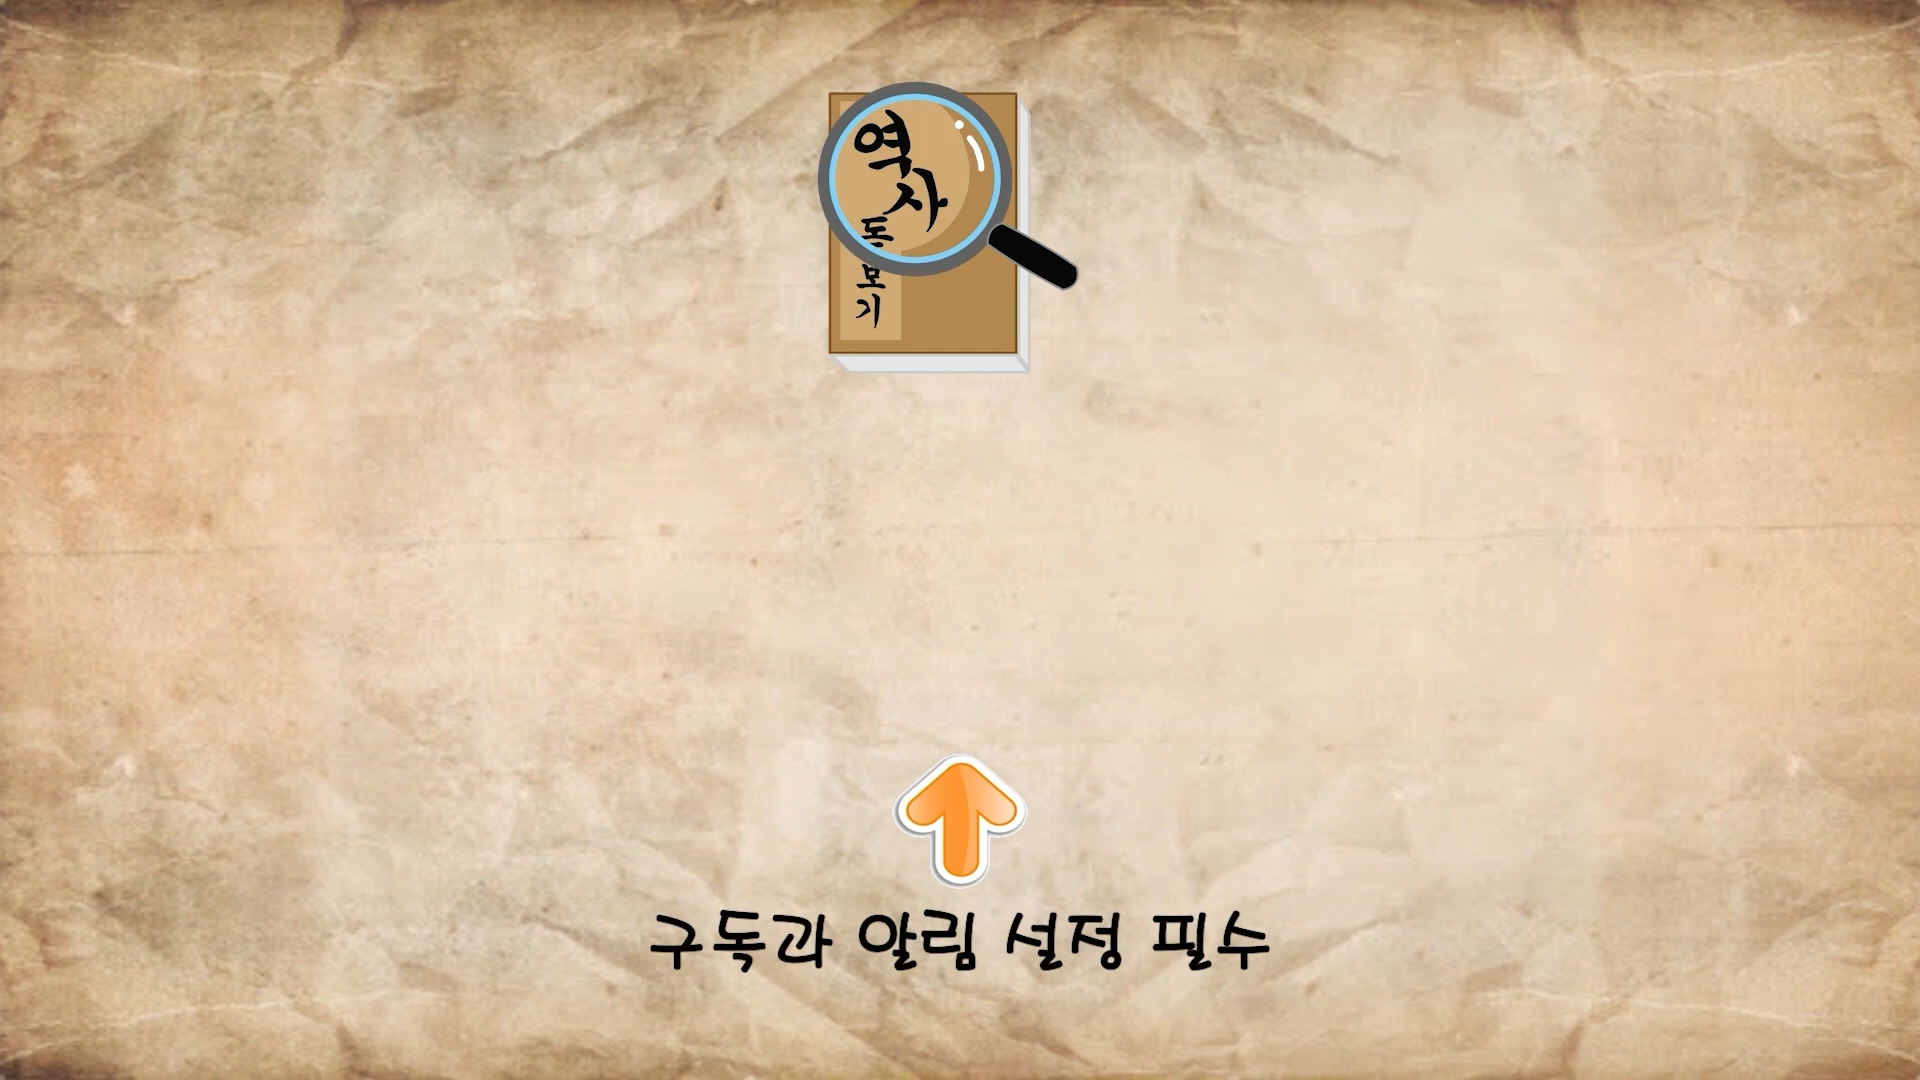 역사
돋보기
구독과 알림 설정 필수